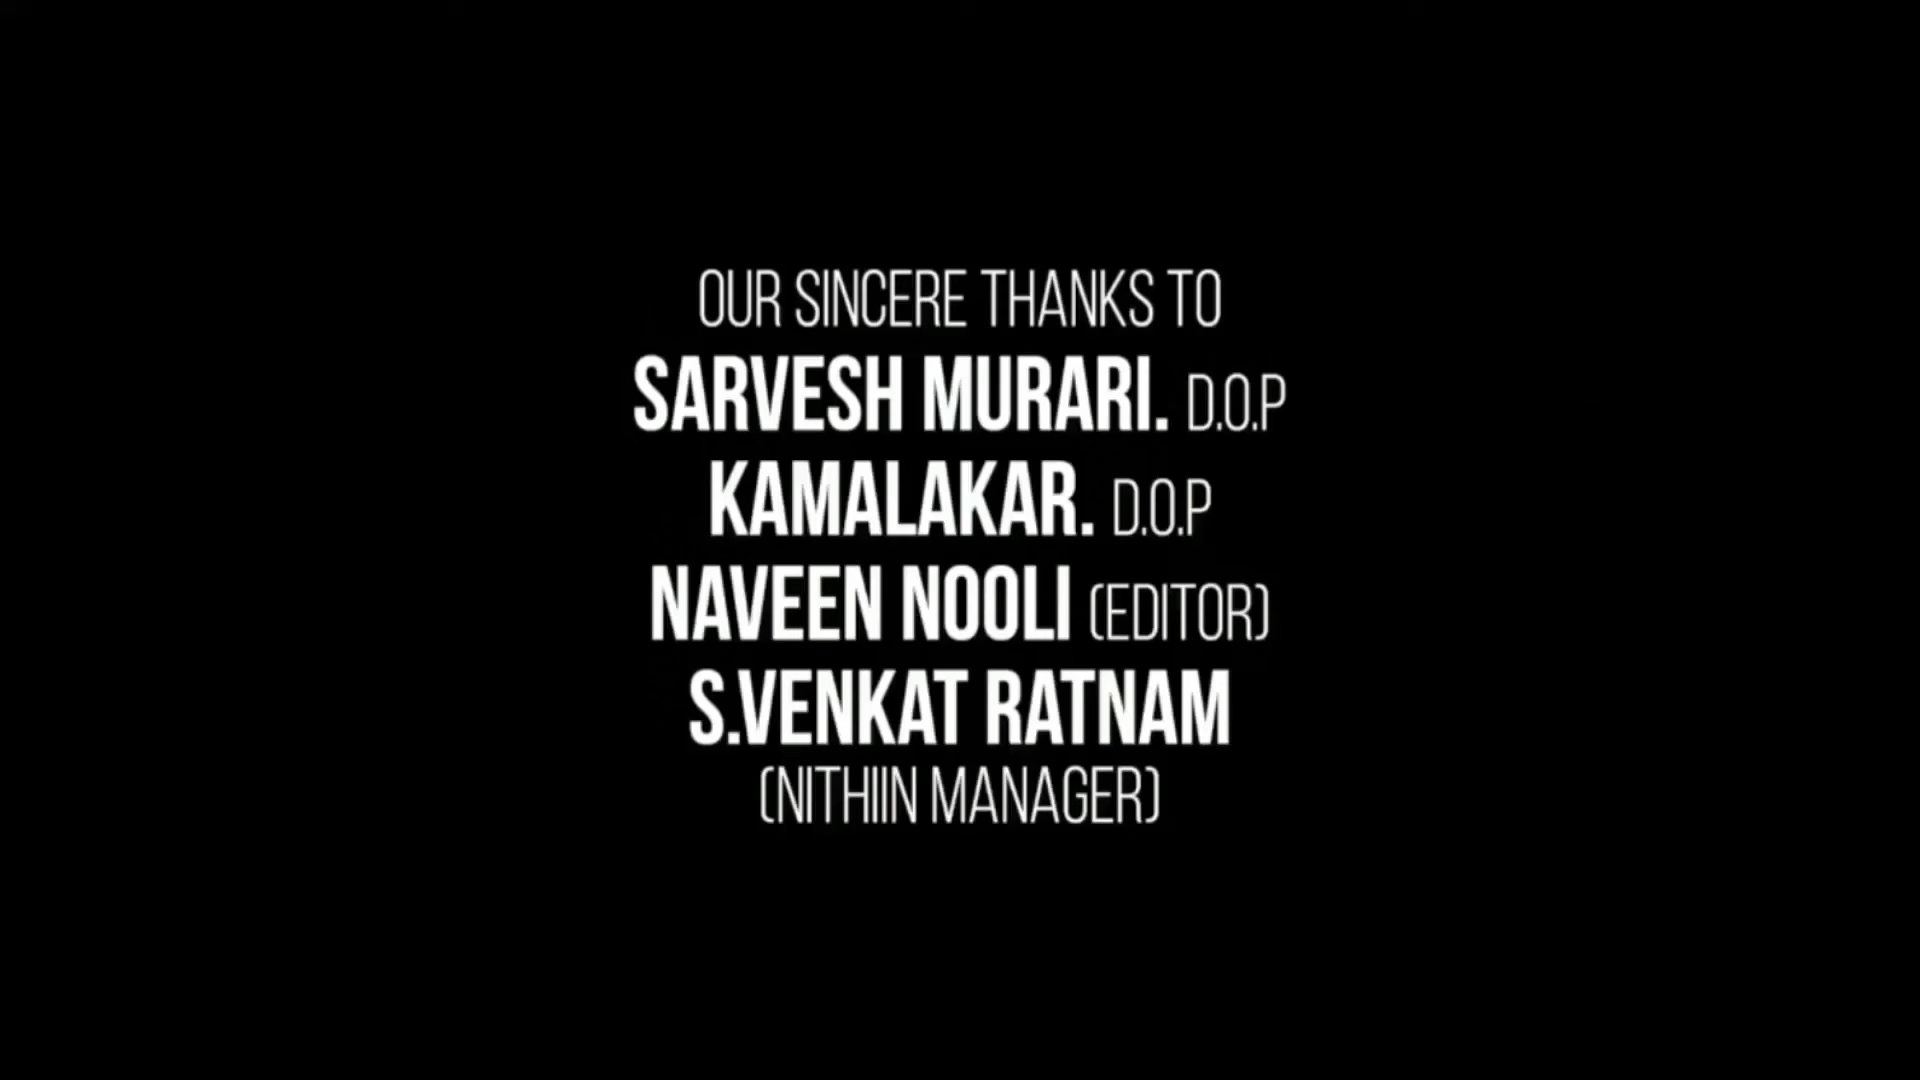 OUR SINCERE THANKS TO
SARVESH MURARI. D.O.P
KAMALAKAR. D.O.P
NAVEEN NOOLI (EDITOR)
S.VENKAT RATNAM
(NITHIIN MANAGER)